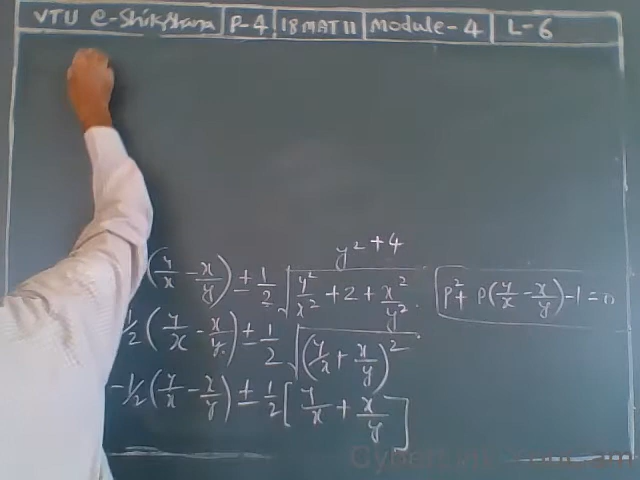 VTU e-Shikshana P-4 18MAT11 Module-4 L-6
y² + 4
(y/x - x/y) ± 1/2 √(y²/x² + 2 + x²/y²) p² + p(y/x - x/y) - 1 = 0
1/2 (y/x - x/y) ± 1/2 √((y/x + x/y)²)
-1/2 (y/x - x/y) ± 1/2 [y/x + x/y]